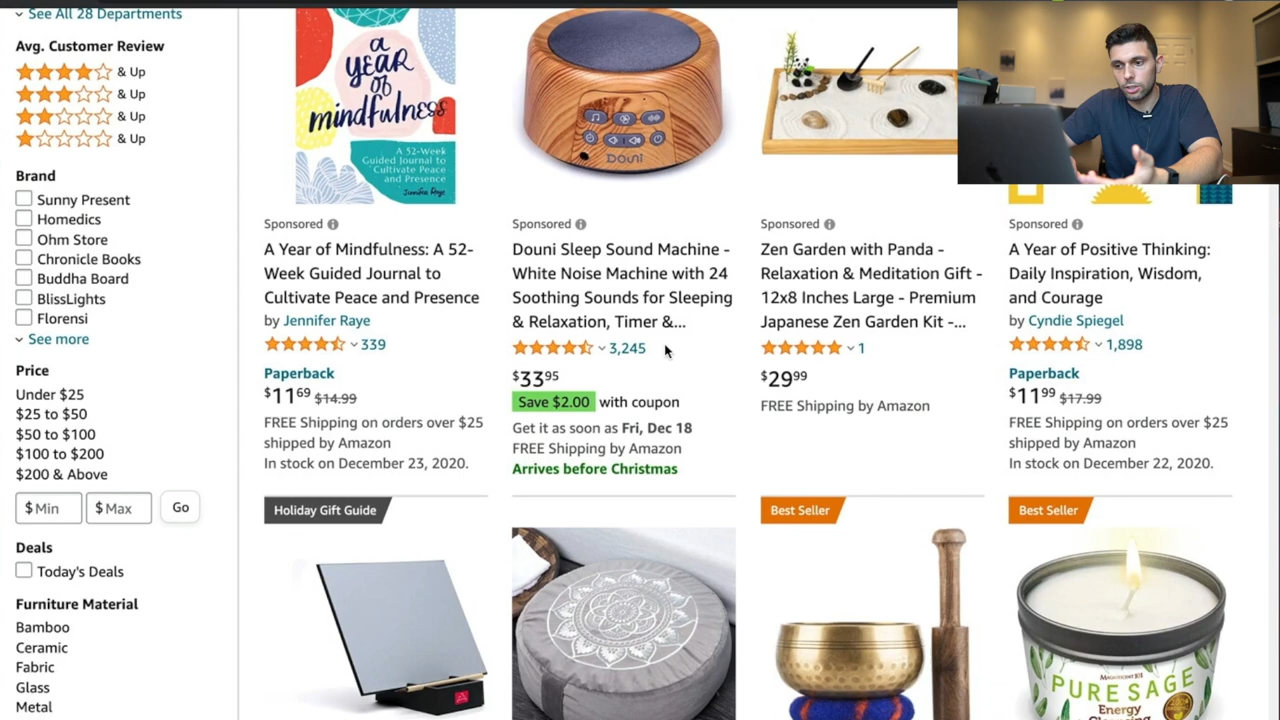 See All 28 Departments
Avg. Customer Review
& Up
& Up
& Up
& Up
Brand
Sunny Present
Homedics
Ohm Store
Chronicle Books
Buddha Board
BlissLights
Florensi
See more
Price
Under $25
$25 to $50
$50 to $100
$100 to $200
$200 & Above
$ Min $ Max Go
Deals
Today's Deals
Furniture Material
Bamboo
Ceramic
Fabric
Glass
Metal
a
year
of
mindfulness
A 52-Week
Guided Journal to
Cultivate Peace
and Presence
Jennifer Raye
Sponsored
A Year of Mindfulness: A 52-
Week Guided Journal to
Cultivate Peace and Presence
by Jennifer Raye
339
Paperback
$11 69 $14.99
FREE Shipping on orders over $25
shipped by Amazon
In stock on December 23, 2020.
DOUNI
Sponsored
Douni Sleep Sound Machine -
White Noise Machine with 24
Soothing Sounds for Sleeping
& Relaxation, Timer &...
3,245
$33 95
Save $2.00 with coupon
Get it as soon as Fri, Dec 18
FREE Shipping by Amazon
Arrives before Christmas
Sponsored
Zen Garden with Panda -
Relaxation & Meditation Gift -
12x8 Inches Large - Premium
Japanese Zen Garden Kit -...
1
$29 99
FREE Shipping by Amazon
Sponsored
A Year of Positive Thinking:
Daily Inspiration, Wisdom,
and Courage
by Cyndie Spiegel
1,898
Paperback
$11 99 $17.99
FREE Shipping on orders over $25
shipped by Amazon
In stock on December 22, 2020.
Holiday Gift Guide
Best Seller
Best Seller
MAGNIFICENT 101
PURE SAGE
Energy